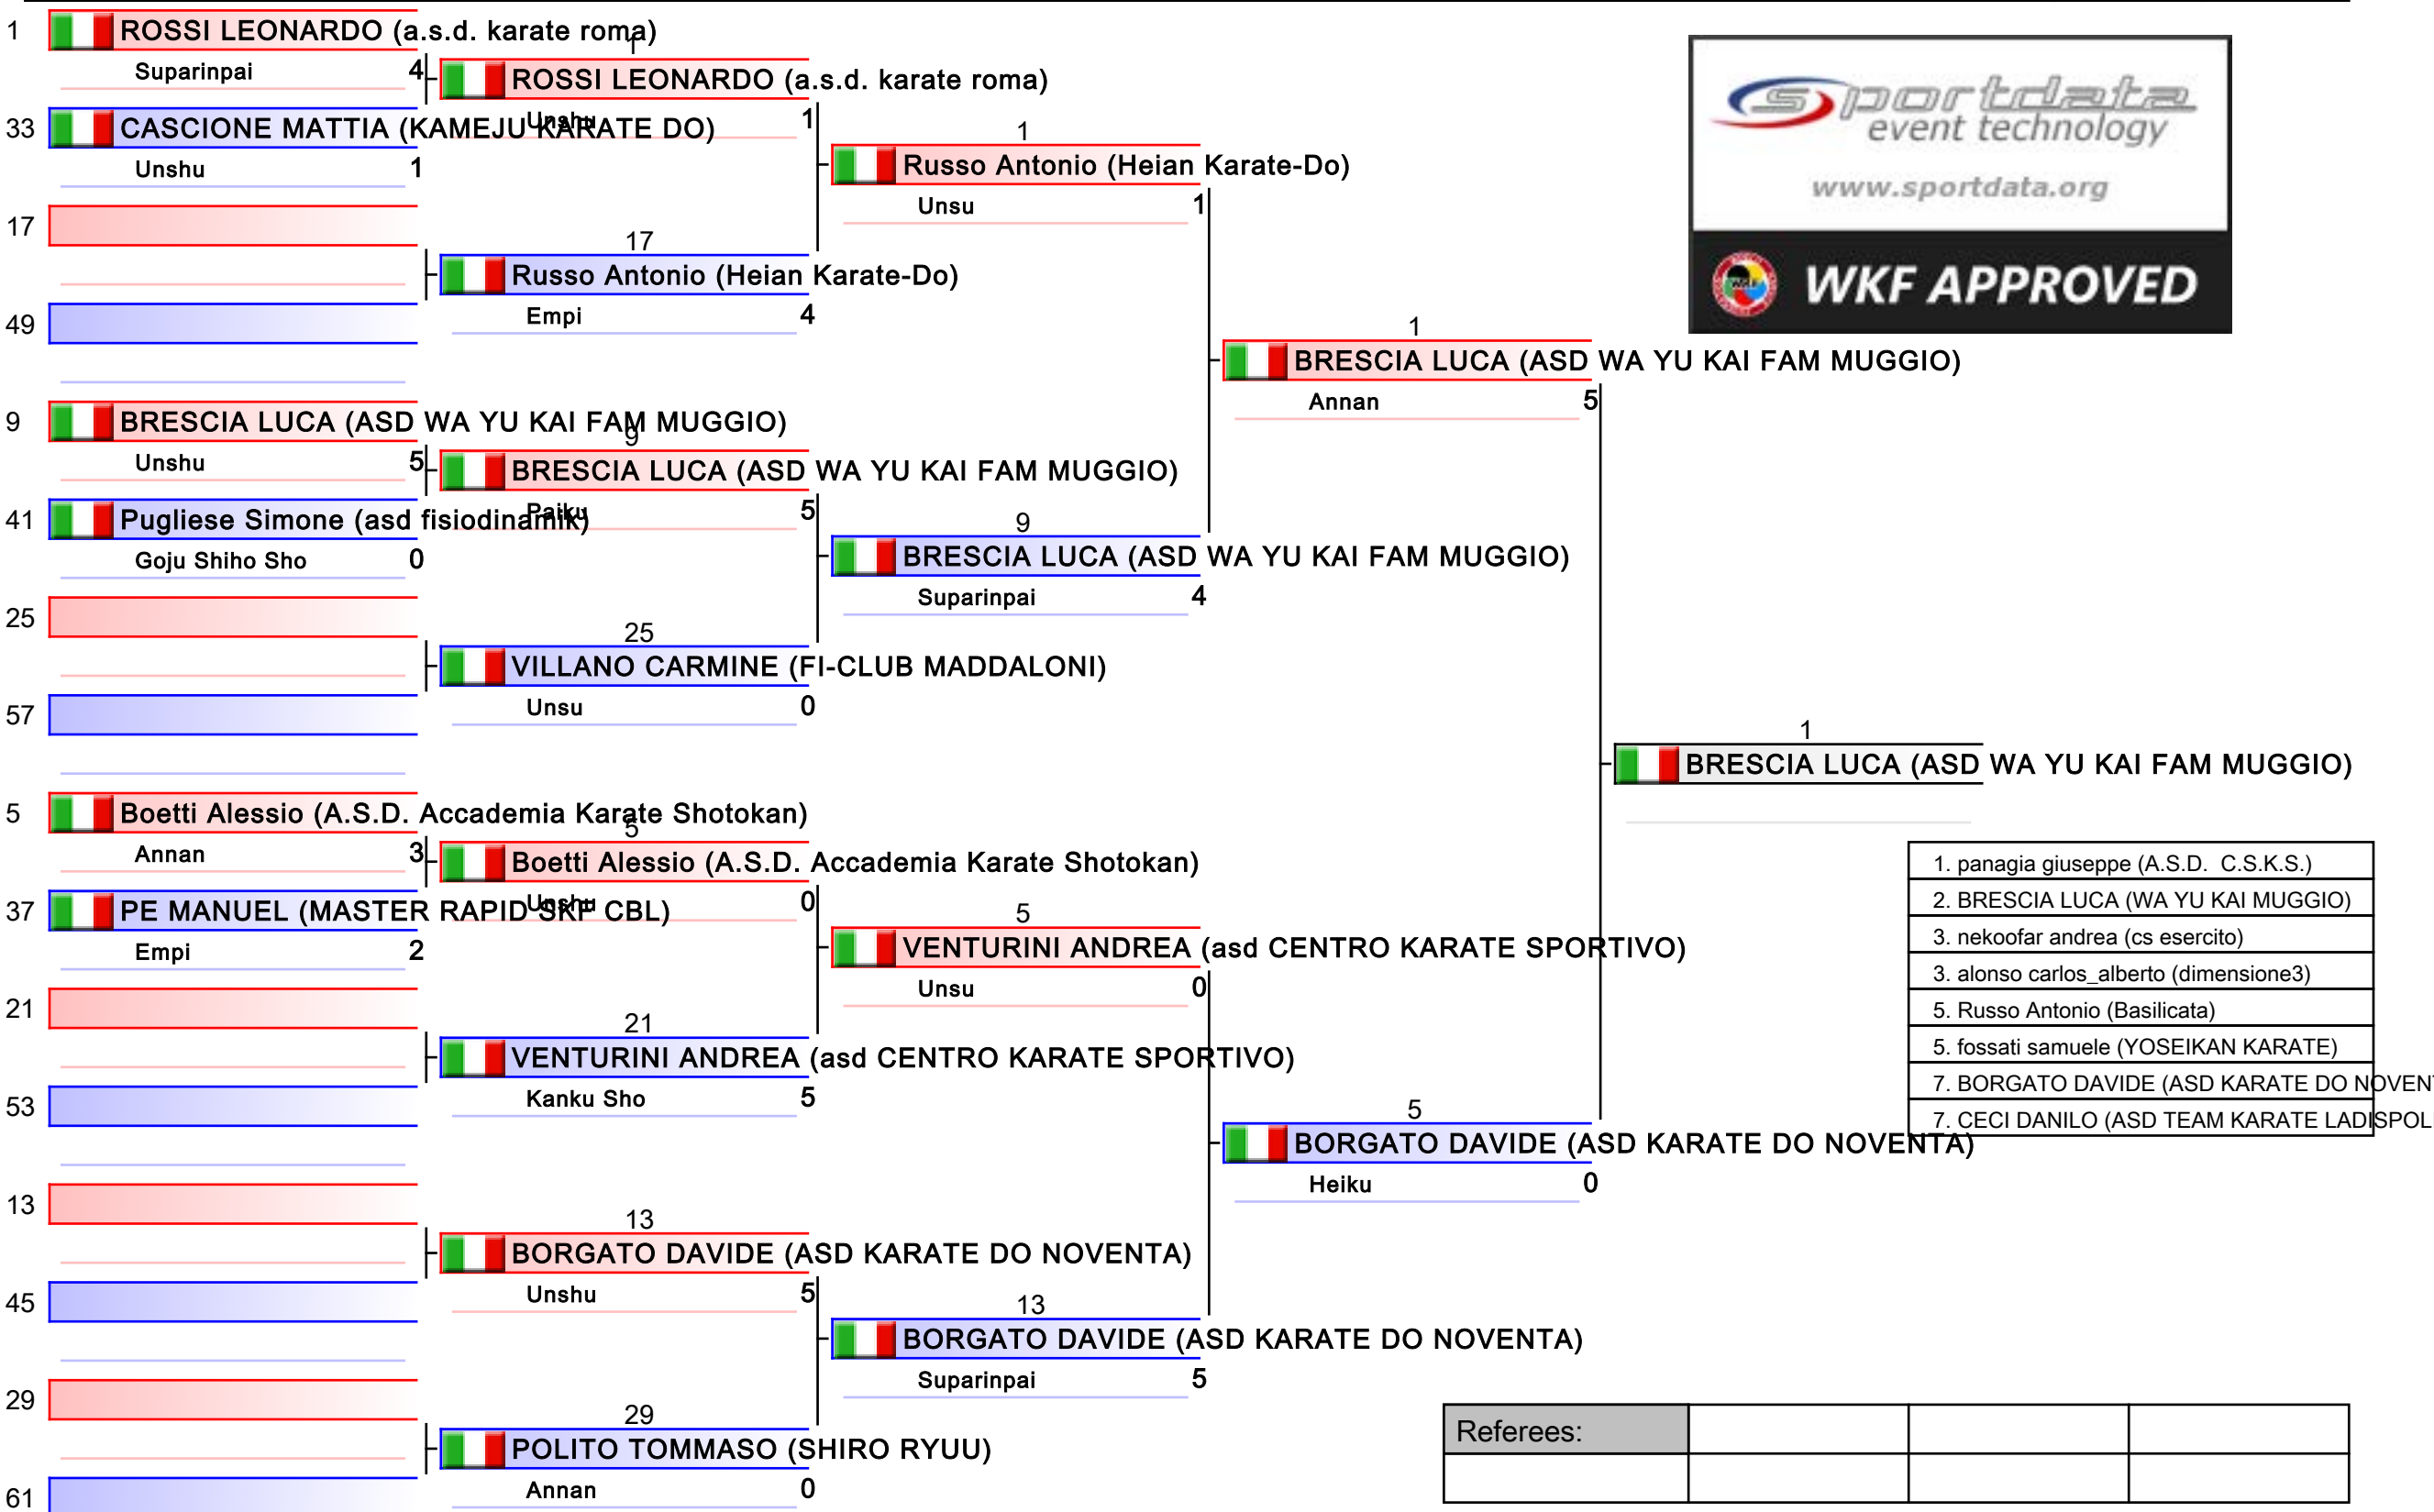 1 ROSSI LEONARDO (a.s.d. karate roma)
Suparinpai 4
33 CASCIONE MATTIA (KAMEJU KARATE DO)
Unshu 1
17
49
9 BRESCIA LUCA (ASD WA YU KAI FAM MUGGIO)
Unshu 5
41 Pugliese Simone (asd fisiodinamik)
Goju Shiho Sho 0
25
57
5 Boetti Alessio (A.S.D. Accademia Karate Shotokan)
Annan 3
37 PE MANUEL (MASTER RAPID SKF CBL)
Empi 2
21
53
13
45
29
61
1
ROSSI LEONARDO (a.s.d. karate roma)
Unshu 1
17
Russo Antonio (Heian Karate-Do)
Empi 4
9
BRESCIA LUCA (ASD WA YU KAI FAM MUGGIO)
Paiku 5
25
VILLANO CARMINE (FI-CLUB MADDALONI)
Unsu 0
5
Boetti Alessio (A.S.D. Accademia Karate Shotokan)
Unshu 0
21
VENTURINI ANDREA (asd CENTRO KARATE SPORTIVO)
Kanku Sho 5
13
BORGATO DAVIDE (ASD KARATE DO NOVENTA)
Unshu 5
29
POLITO TOMMASO (SHIRO RYUU)
Annan 0
1
Russo Antonio (Heian Karate-Do)
Unsu 1
9
BRESCIA LUCA (ASD WA YU KAI FAM MUGGIO)
Suparinpai 4
5
VENTURINI ANDREA (asd CENTRO KARATE SPORTIVO)
Unsu 0
13
BORGATO DAVIDE (ASD KARATE DO NOVENTA)
Suparinpai 5
1
BRESCIA LUCA (ASD WA YU KAI FAM MUGGIO)
Annan 5
5
BORGATO DAVIDE (ASD KARATE DO NOVENTA)
Heiku 0
1
BRESCIA LUCA (ASD WA YU KAI FAM MUGGIO)
sportdata
event technology
www.sportdata.org
WKF APPROVED
1. panagia giuseppe (A.S.D. C.S.K.S.)
2. BRESCIA LUCA (WA YU KAI MUGGIO)
3. nekoofar andrea (cs esercito)
3. alonso carlos_alberto (dimensione3)
5. Russo Antonio (Basilicata)
5. fossati samuele (YOSEIKAN KARATE)
7. BORGATO DAVIDE (ASD KARATE DO NOVEN
7. CECI DANILO (ASD TEAM KARATE LADISPOL
Referees: